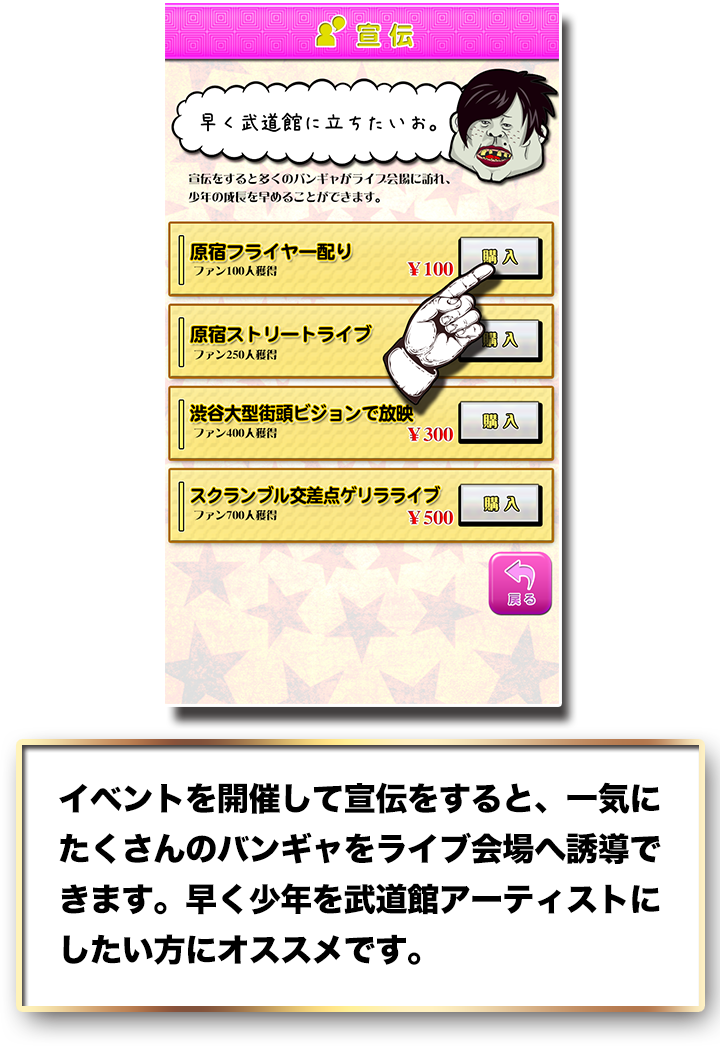 宣伝
早く武道館に立ちたいお。
宣伝をすると多くのバンギャがライブ会場に訪れ、
少年の成長を早めることができます。
原宿フライヤー配り
ファン100人獲得
¥100
購入
原宿ストリートライブ
ファン250人獲得
購入
渋谷大型街頭ビジョンで放映
ファン400人獲得
¥300
購入
スクランブル交差点ゲリラライブ
ファン700人獲得
¥500
購入
戻る
イベントを開催して宣伝をすると、一気に
たくさんのバンギャをライブ会場へ誘導で
きます。早く少年を武道館アーティストに
したい方にオススメです。